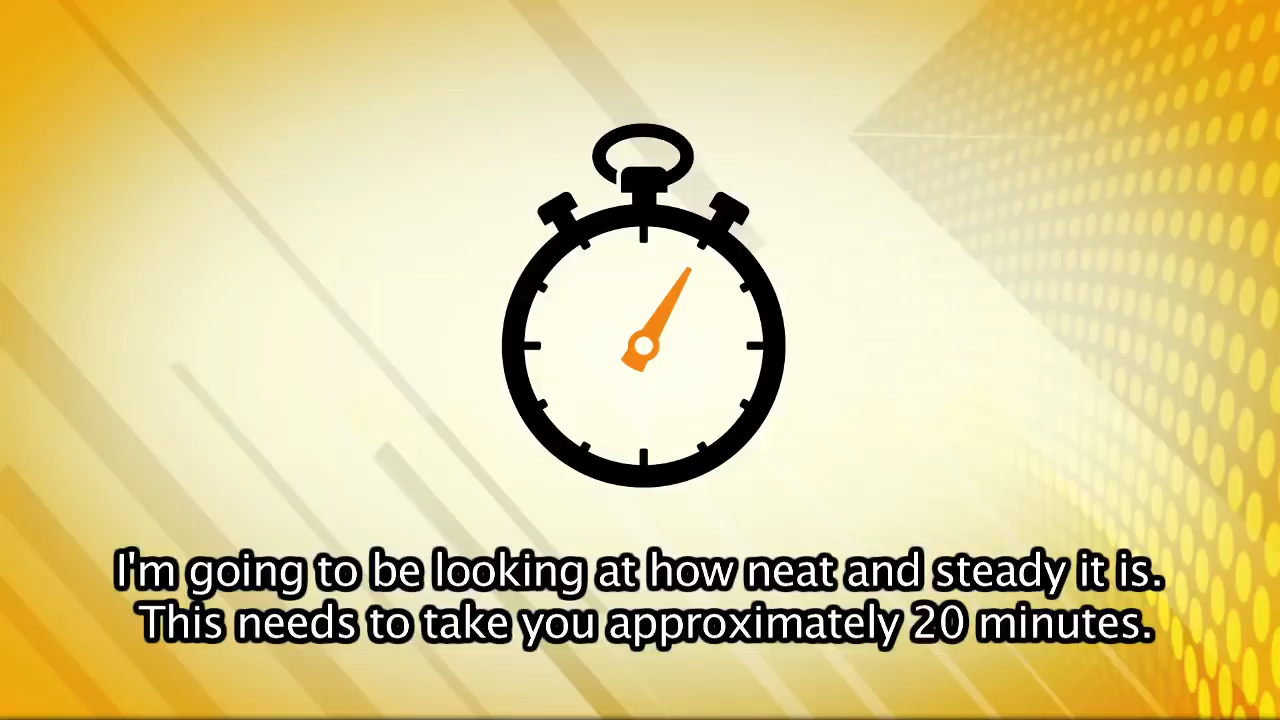 I'm going to be looking at how neat and steady it is.
This needs to take you approximately 20 minutes.